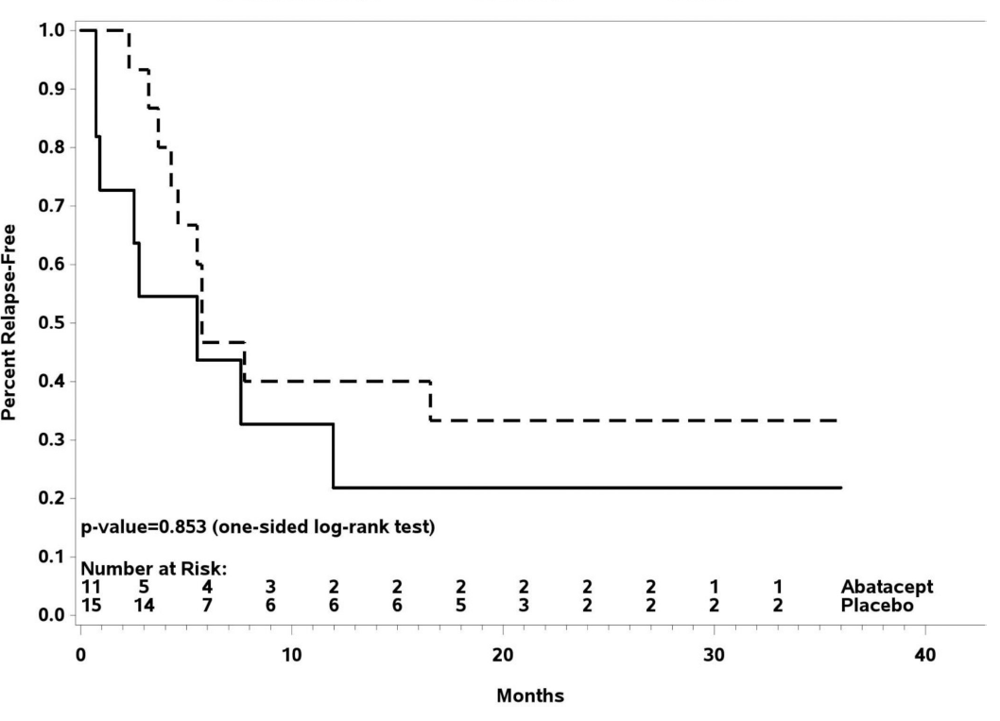 1.0
0.9
0.8
0.7
0.6
0.5
0.4
0.3
0.2
0.1
0.0
Percent Relapse-Free
p-value=0.853 (one-sided log-rank test)
Number at Risk:
11 5 4 3 2 2 2 2 2 2 1 1 Abatacept
15 14 7 6 6 6 5 3 2 2 2 2 Placebo
0 10 20 30 40
Months